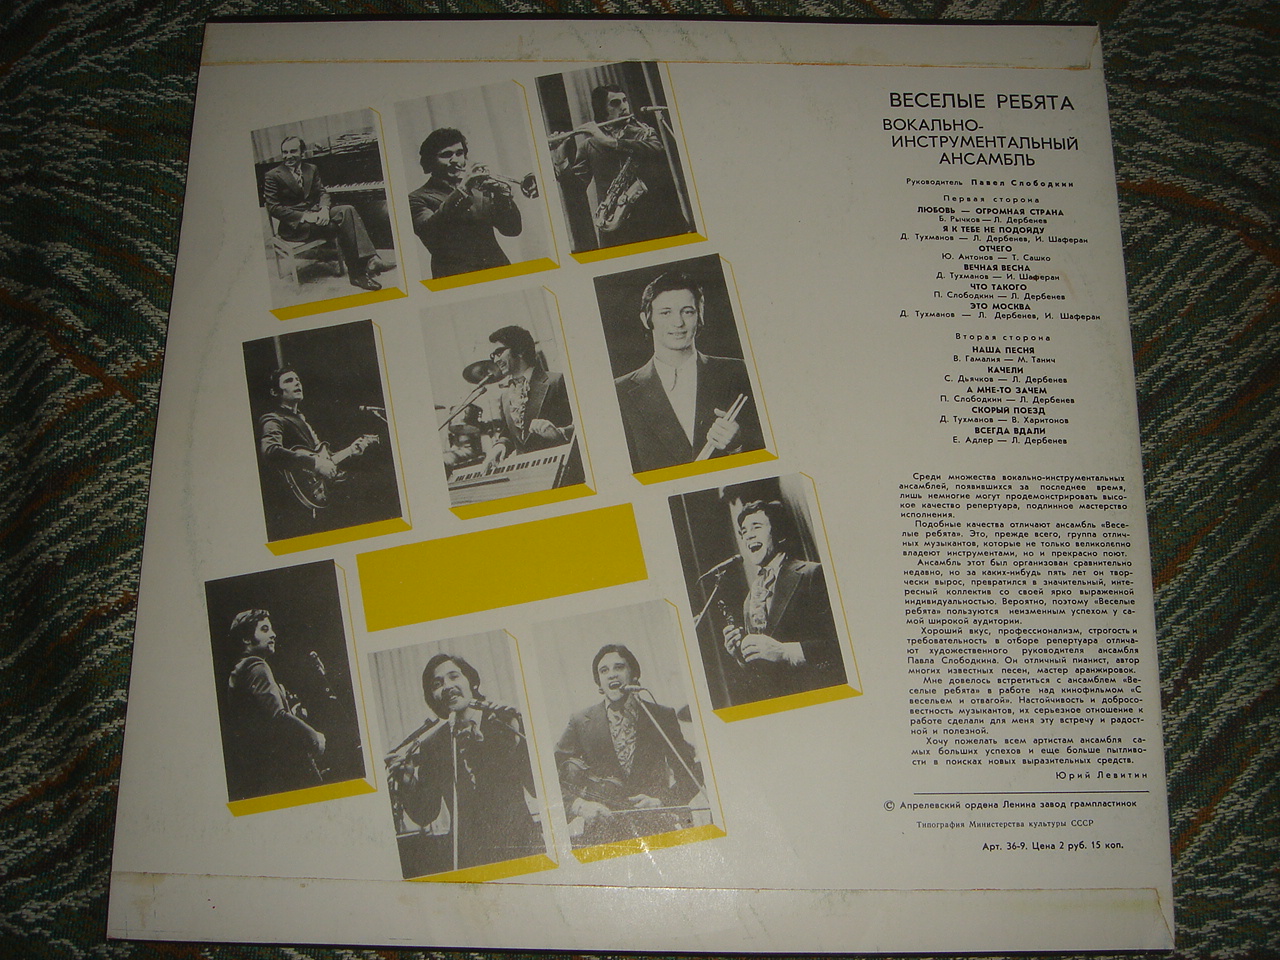 ВЕСЕЛЫЕ РЕБЯТА
ВОКАЛЬНО-
ИНСТРУМЕНТАЛЬНЫЙ
АНСАМБЛЬ
Руководитель Павел Слободкин
Первая сторона
ЛЮБОВЬ — ОГРОМНАЯ СТРАНА
Б. Рычков — Л. Дербенев
Я К ТЕБЕ НЕ ПОДОЙДУ
Д. Тухманов — Л. Дербенев, И. Шаферан
ОТЧЕГО
Ю. Антонов — Т. Сашко
ВЕЧНАЯ ВЕСНА
Д. Тухманов — И. Шаферан
ЧТО ТАКОГО
П. Слободкин — Л. Дербенев
ЭТО МОСКВА
Д. Тухманов — Л. Дербенев, И. Шаферан
Вторая сторона
НАША ПЕСНЯ
В. Гамалия — М. Танич
КАЧЕЛИ
С. Дьячков — Л. Дербенев
А МНЕ-ТО ЗАЧЕМ
П. Слободкин — Л. Дербенев
СКОРЫЙ ПОЕЗД
Д. Тухманов — В. Харитонов
ВСЕГДА ВДАЛИ
Е. Адлер — Л. Дербенев
Среди множества вокально-инструментальных
ансамблей, появившихся за последнее время,
лишь немногие могут продемонстрировать высо-
кое качество репертуара, подлинное мастерство
исполнения.
Подобные качества отличают ансамбль «Весе-
лые ребята». Это, прежде всего, группа отлич-
ных музыкантов, которые не только великолепно
владеют инструментами, но и прекрасно поют.
Ансамбль этот был организован сравнительно
недавно, но за каких-нибудь пять лет он твор-
чески вырос, превратился в значительный, инте-
ресный коллектив со своей ярко выраженной
индивидуальностью. Вероятно, поэтому «Веселые
ребята» пользуются неизменным успехом у са-
мой широкой аудитории.
Хороший вкус, профессионализм, строгость и
требовательность в отборе репертуара отлича-
ют художественного руководителя ансамбля
Павла Слободкина. Он отличный пианист, автор
многих известных песен, мастер аранжировок.
Мне довелось встретиться с ансамблем «Ве-
селые ребята» в работе над кинофильмом «С
весельем и отвагой». Настойчивость и добросо-
вестность музыкантов, их серьезное отношение к
работе сделали для меня эту встречу и радост-
ной и полезной.
Хочу пожелать всем артистам ансамбля са-
мых больших успехов и еще больше пытливо-
сти в поисках новых выразительных средств.
Юрий Левитин
© Апрелевский ордена Ленина завод грампластинок
Типография Министерства культуры СССР
Арт. 36-9. Цена 2 руб. 15 коп.